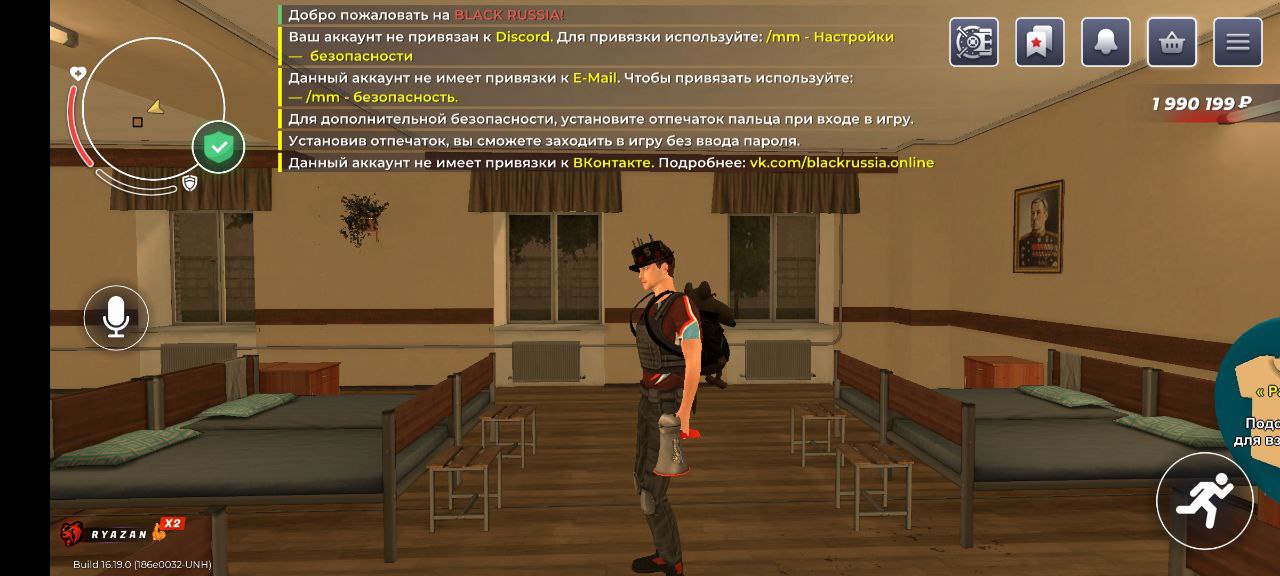 Добро пожаловать на BLACK RUSSIA!
Ваш аккаунт не привязан к Discord. Для привязки используйте: /mm - Настройки
— безопасности
Данный аккаунт не имеет привязки к E-Mail. Чтобы привязать используйте:
— /mm - безопасность.
Для дополнительной безопасности, установите отпечаток пальца при входе в игру.
Установив отпечаток, вы сможете заходить в игру без ввода пароля.
Данный аккаунт не имеет привязки к ВКонтакте. Подробнее: vk.com/blackrussia.online
1 990 199 ₽
для
RYAZAN X2
Build 16.19.0 (186e0032-UNH)